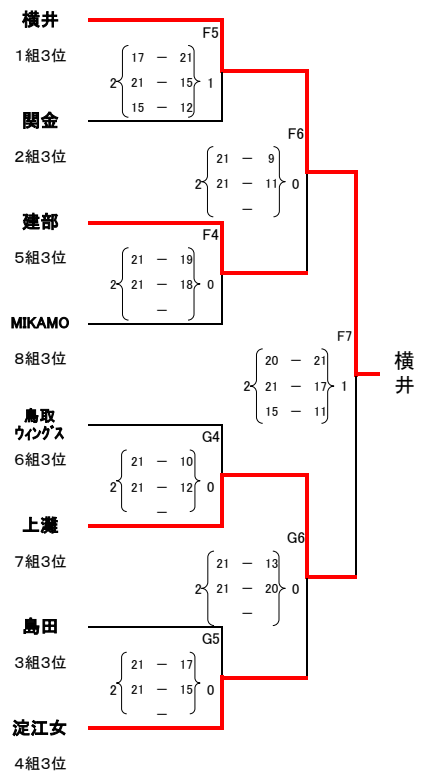 横井
F5
1組3位
17 － 21
2 21 － 15 1
15 － 12
関金
2組3位
F6
21 － 9
2 21 － 11 0
－
建部
F4
5組3位
21 － 19
2 21 － 18 0
－
MIKAMO
8組3位
F7
20 － 21
2 21 － 17 1
15 － 11
横井
鳥取
ウィングス
G4
6組3位
21 － 10
2 21 － 12 0
－
上灘
7組3位
G6
21 － 13
2 21 － 20 0
－
島田
G5
3組3位
21 － 17
2 21 － 15 0
－
淀江女
4組3位